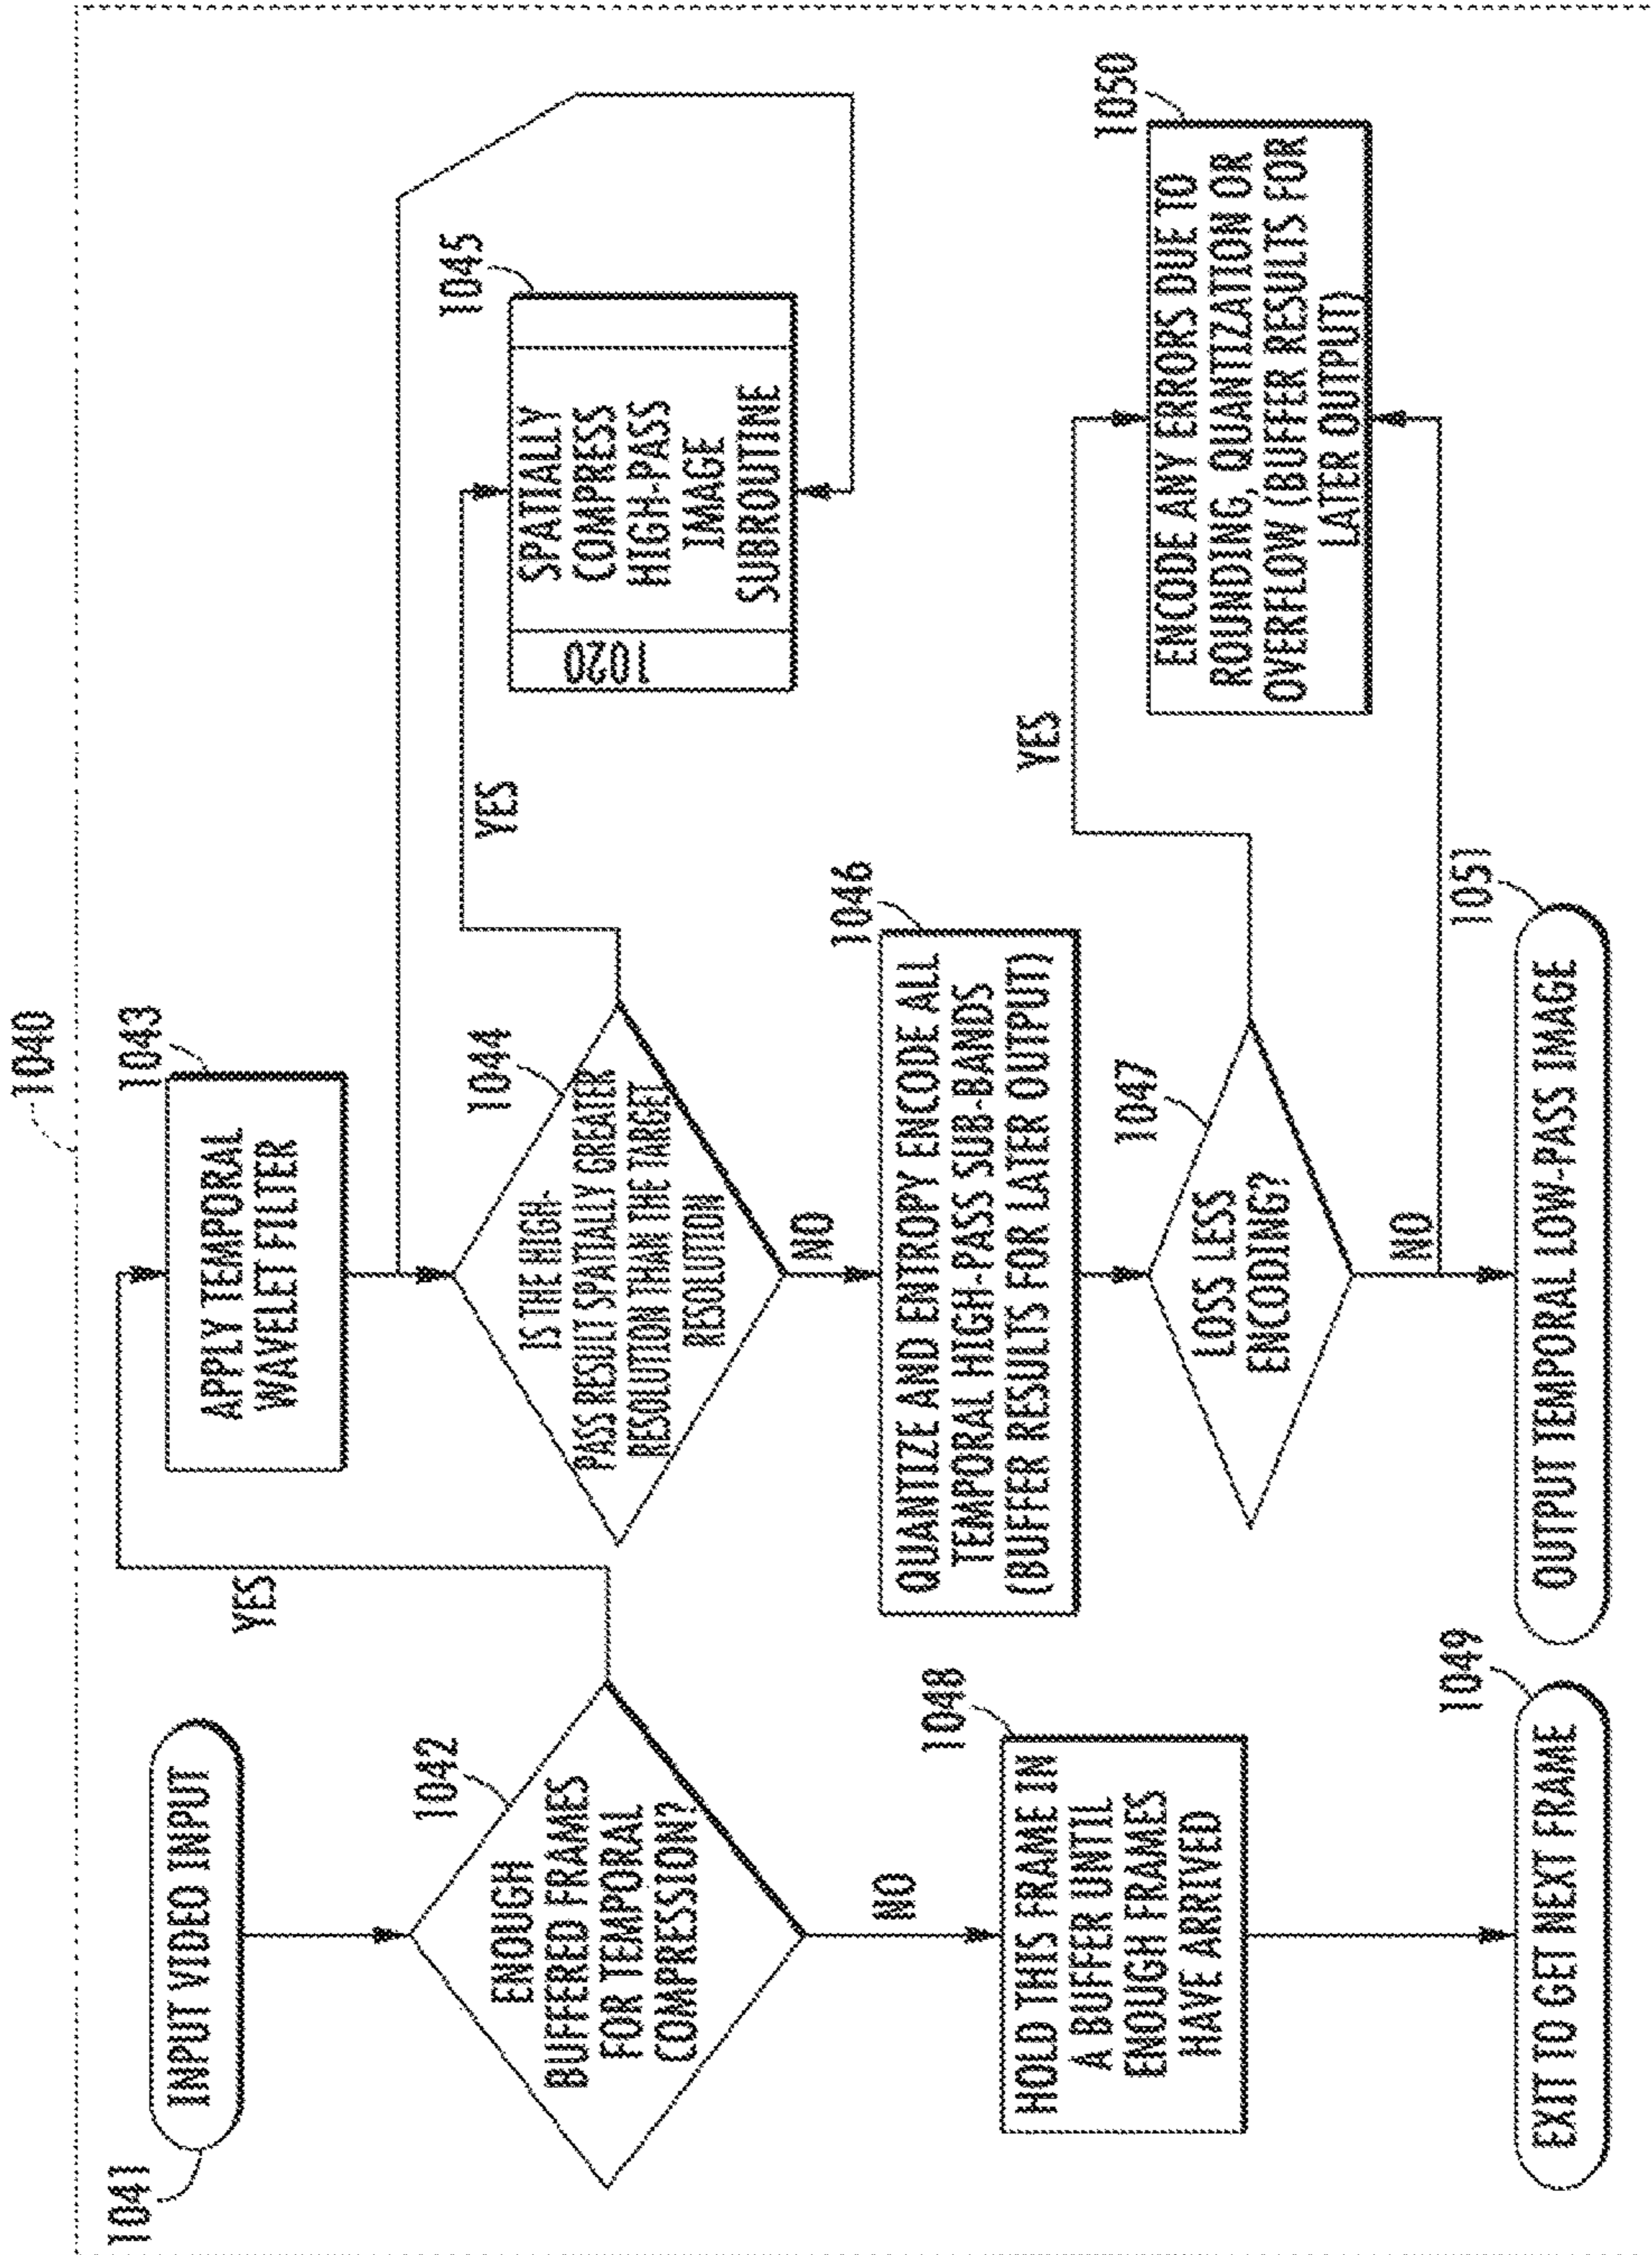 1040
1041
INPUT VIDEO INPUT
1042
ENOUGH
BUFFERED FRAMES
FOR TEMPORAL
COMPRESSION?
YES
NO
1048
HOLD THIS FRAME IN
A BUFFER UNTIL
ENOUGH FRAMES
HAVE ARRIVED
1049
EXIT TO GET NEXT FRAME
1043
APPLY TEMPORAL
WAVELET FILTER
1044
IS THE HIGH-
PASS RESULT SPATIALLY GREATER
RESOLUTION THAN THE TARGET
RESOLUTION
YES
NO
1045
1020
SPATIALLY
COMPRESS
HIGH-PASS
IMAGE
SUBROUTINE
1046
QUANTIZE AND ENTROPY ENCODE ALL
TEMPORAL HIGH-PASS SUB-BANDS
(BUFFER RESULTS FOR LATER OUTPUT)
1047
LOSS LESS
ENCODING?
YES
NO
1050
ENCODE ANY ERRORS DUE TO
ROUNDING, QUANTIZATION OR
OVERFLOW (BUFFER RESULTS FOR
LATER OUTPUT)
1051
OUTPUT TEMPORAL LOW-PASS IMAGE